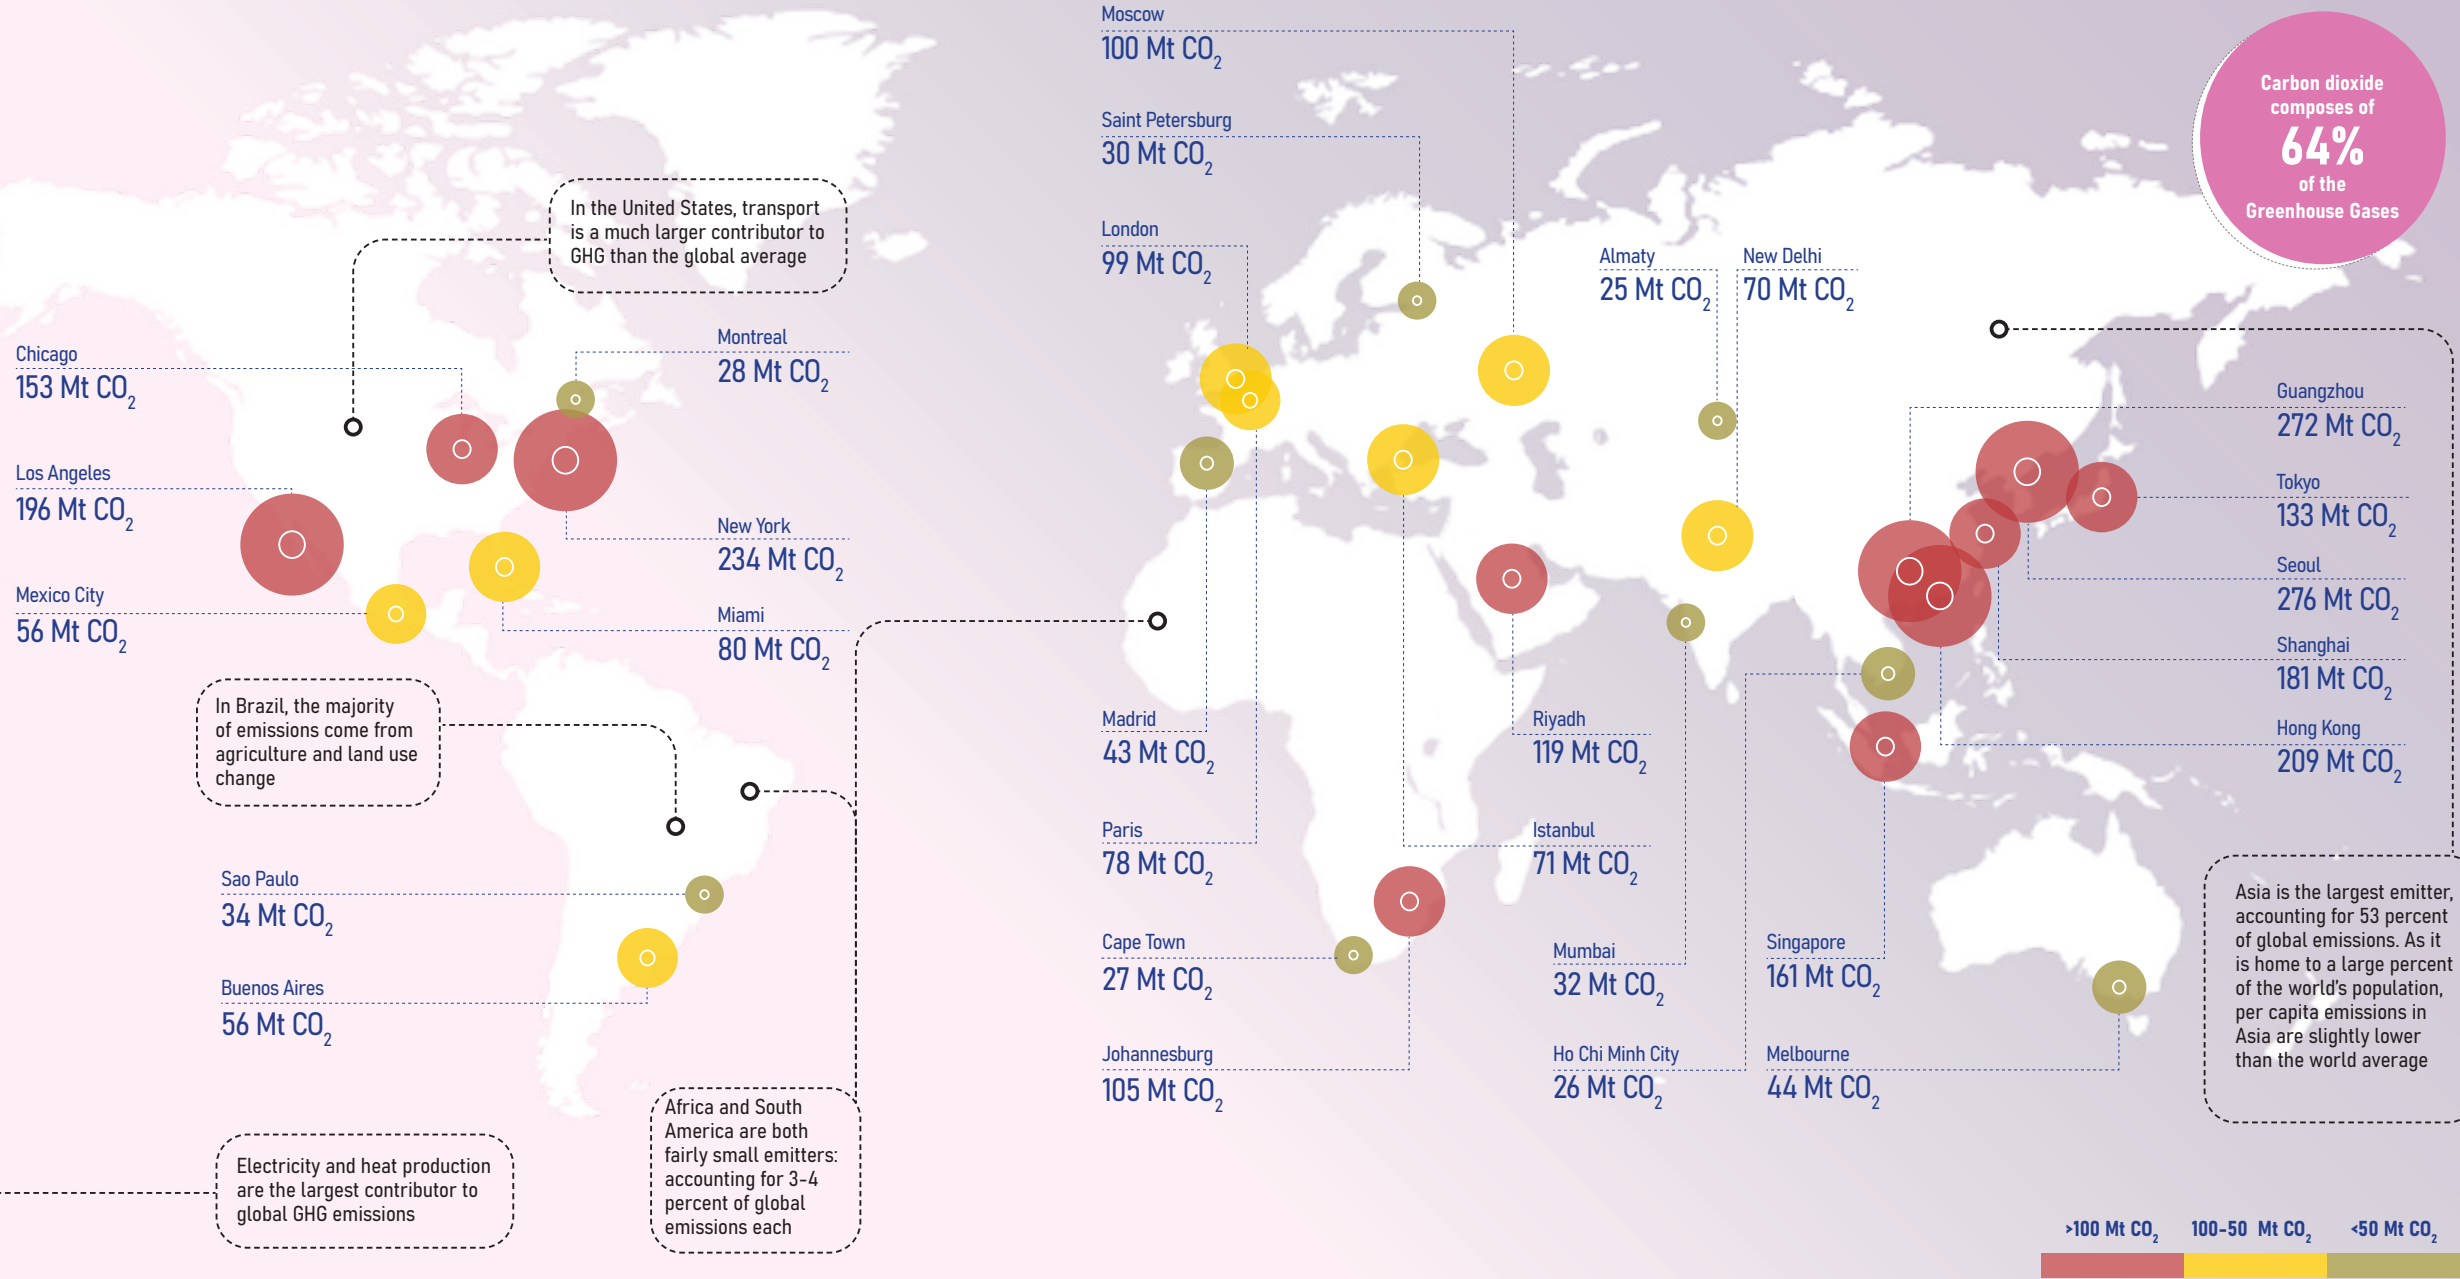 Moscow
100 Mt CO₂
Saint Petersburg
30 Mt CO₂
London
99 Mt CO₂
Almaty
25 Mt CO₂
New Delhi
70 Mt CO₂
Carbon dioxide
composes of
64%
of the
Greenhouse Gases
In the United States, transport
is a much larger contributor to
GHG than the global average
Chicago
153 Mt CO₂
Los Angeles
196 Mt CO₂
Mexico City
56 Mt CO₂
Montreal
28 Mt CO₂
New York
234 Mt CO₂
Miami
80 Mt CO₂
In Brazil, the majority
of emissions come from
agriculture and land use
change
Sao Paulo
34 Mt CO₂
Buenos Aires
56 Mt CO₂
Electricity and heat production
are the largest contributor to
global GHG emissions
Africa and South
America are both
fairly small emitters:
accounting for 3-4
percent of global
emissions each
Madrid
43 Mt CO₂
Paris
78 Mt CO₂
Cape Town
27 Mt CO₂
Johannesburg
105 Mt CO₂
Riyadh
119 Mt CO₂
Istanbul
71 Mt CO₂
Mumbai
32 Mt CO₂
Ho Chi Minh City
26 Mt CO₂
Singapore
161 Mt CO₂
Melbourne
44 Mt CO₂
Guangzhou
272 Mt CO₂
Tokyo
133 Mt CO₂
Seoul
276 Mt CO₂
Shanghai
181 Mt CO₂
Hong Kong
209 Mt CO₂
Asia is the largest emitter,
accounting for 53 percent
of global emissions. As it
is home to a large percent
of the world's population,
per capita emissions in
Asia are slightly lower
than the world average
>100 Mt CO₂
100-50 Mt CO₂
<50 Mt CO₂